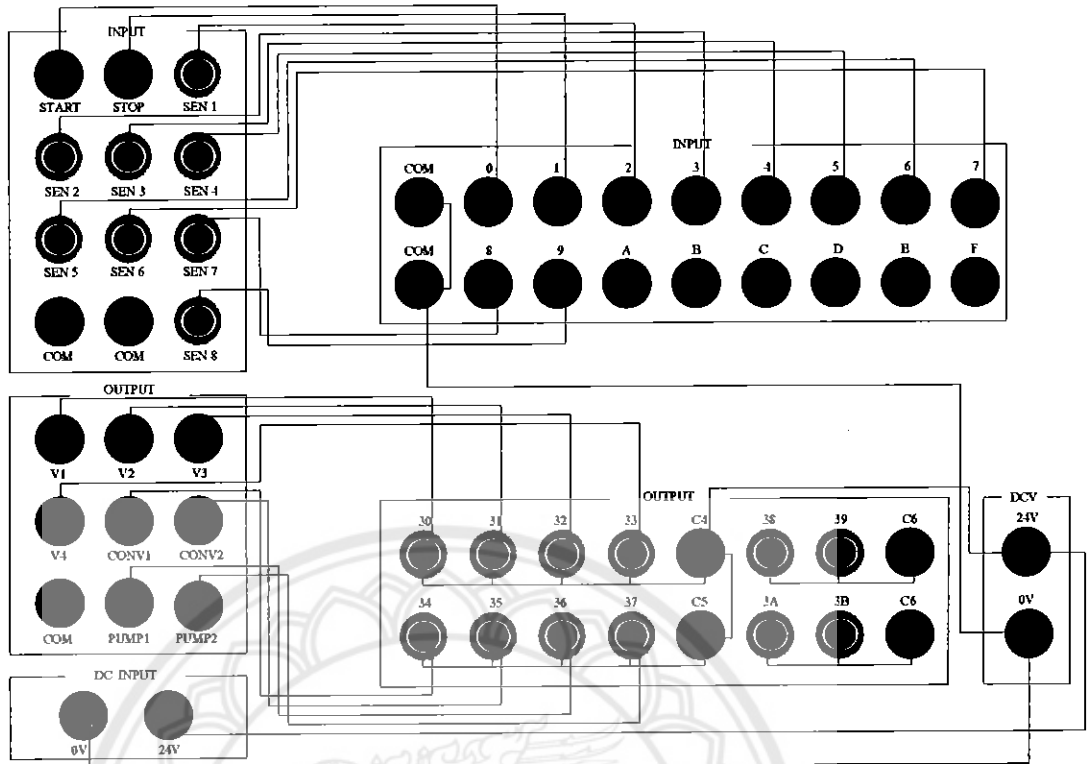 INPUT
START STOP SEN 1
SEN 2 SEN 3 SEN 4
SEN 5 SEN 6 SEN 7
COM COM SEN 8
INPUT
COM 0 1 2 3 4 5 6 7
COM 8 9 A B C D E F
OUTPUT
V1 V2 V3
V4 CONV1 CONV2
COM PUMP1 PUMP2
OUTPUT
30 31 32 33 C4 38 39 C6
34 35 36 37 C5 3A 3B C6
DCV
24V
0V
DC INPUT
0V 24V